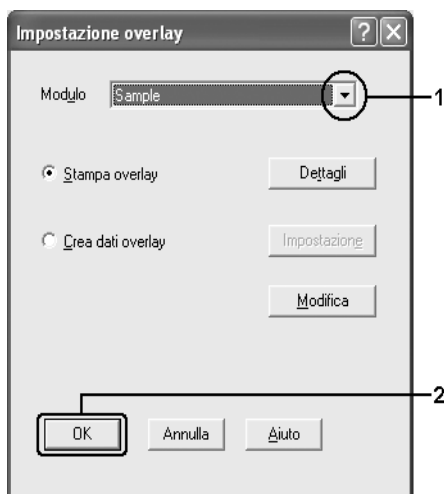 Impostazione overlay
Modulo Sample
1
Stampa overlay Dettagli
Crea dati overlay Impostazione
Modifica
2
OK Annulla Aiuto